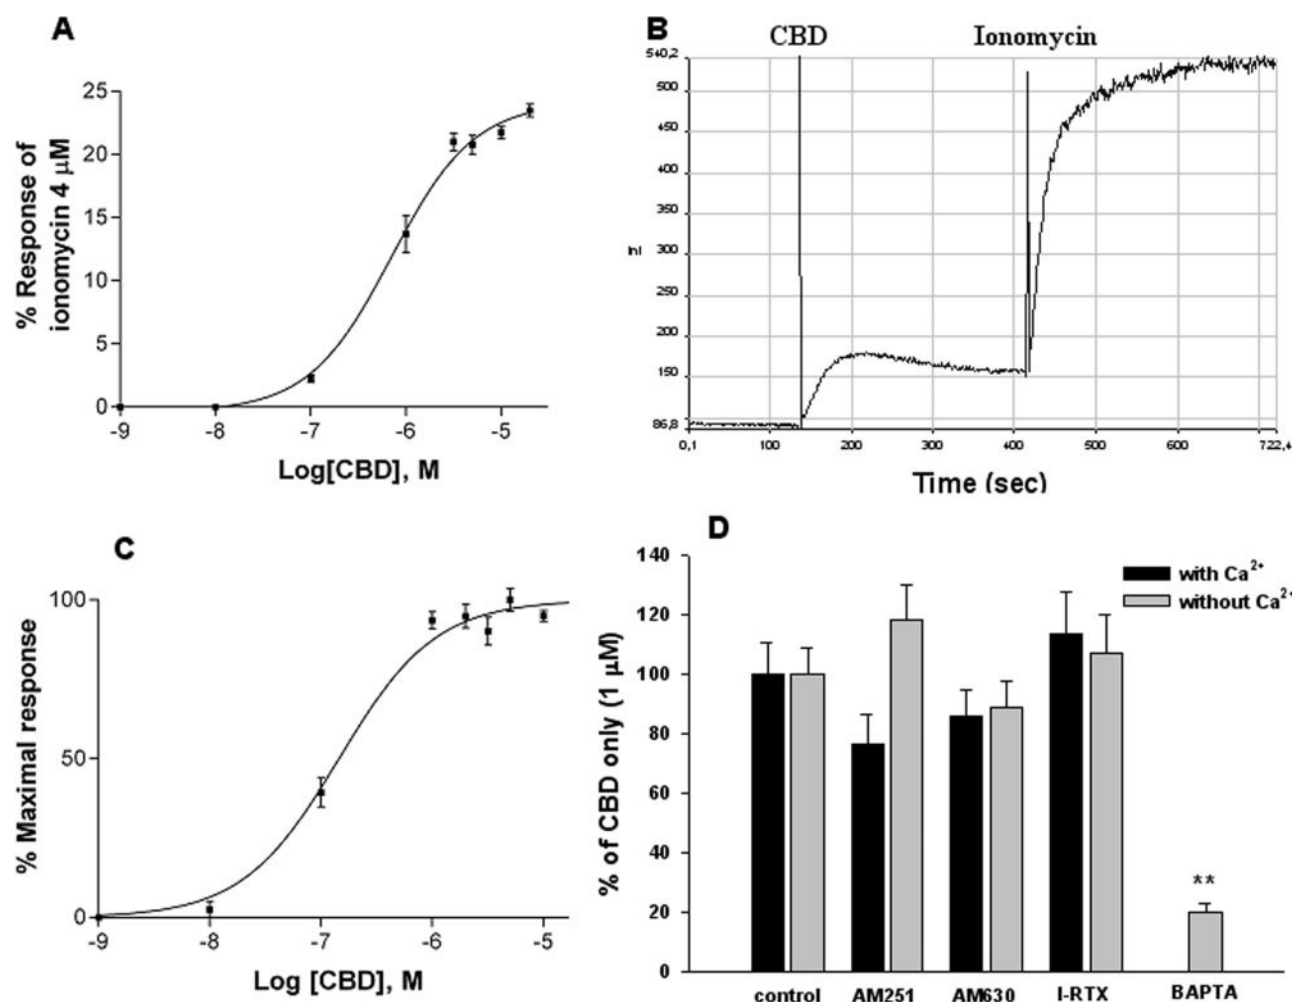 A
% Response of
ionomycin 4 μM
25
20
15
10
5
0
-9
-8
-7
-6
-5
Log[CBD], M
B
CBD
Ionomycin
540,2
500
450
400
350
300
250
200
150
86,8
0,1
100
200
300
400
500
600
722,4
Time (sec)
C
% Maximal response
100
50
0
-9
-8
-7
-6
-5
Log [CBD], M
D
% of CBD only (1 μM)
140
120
100
80
60
40
20
0
with Ca2+
without Ca2+
**
control
AM251
AM630
I-RTX
BAPTA